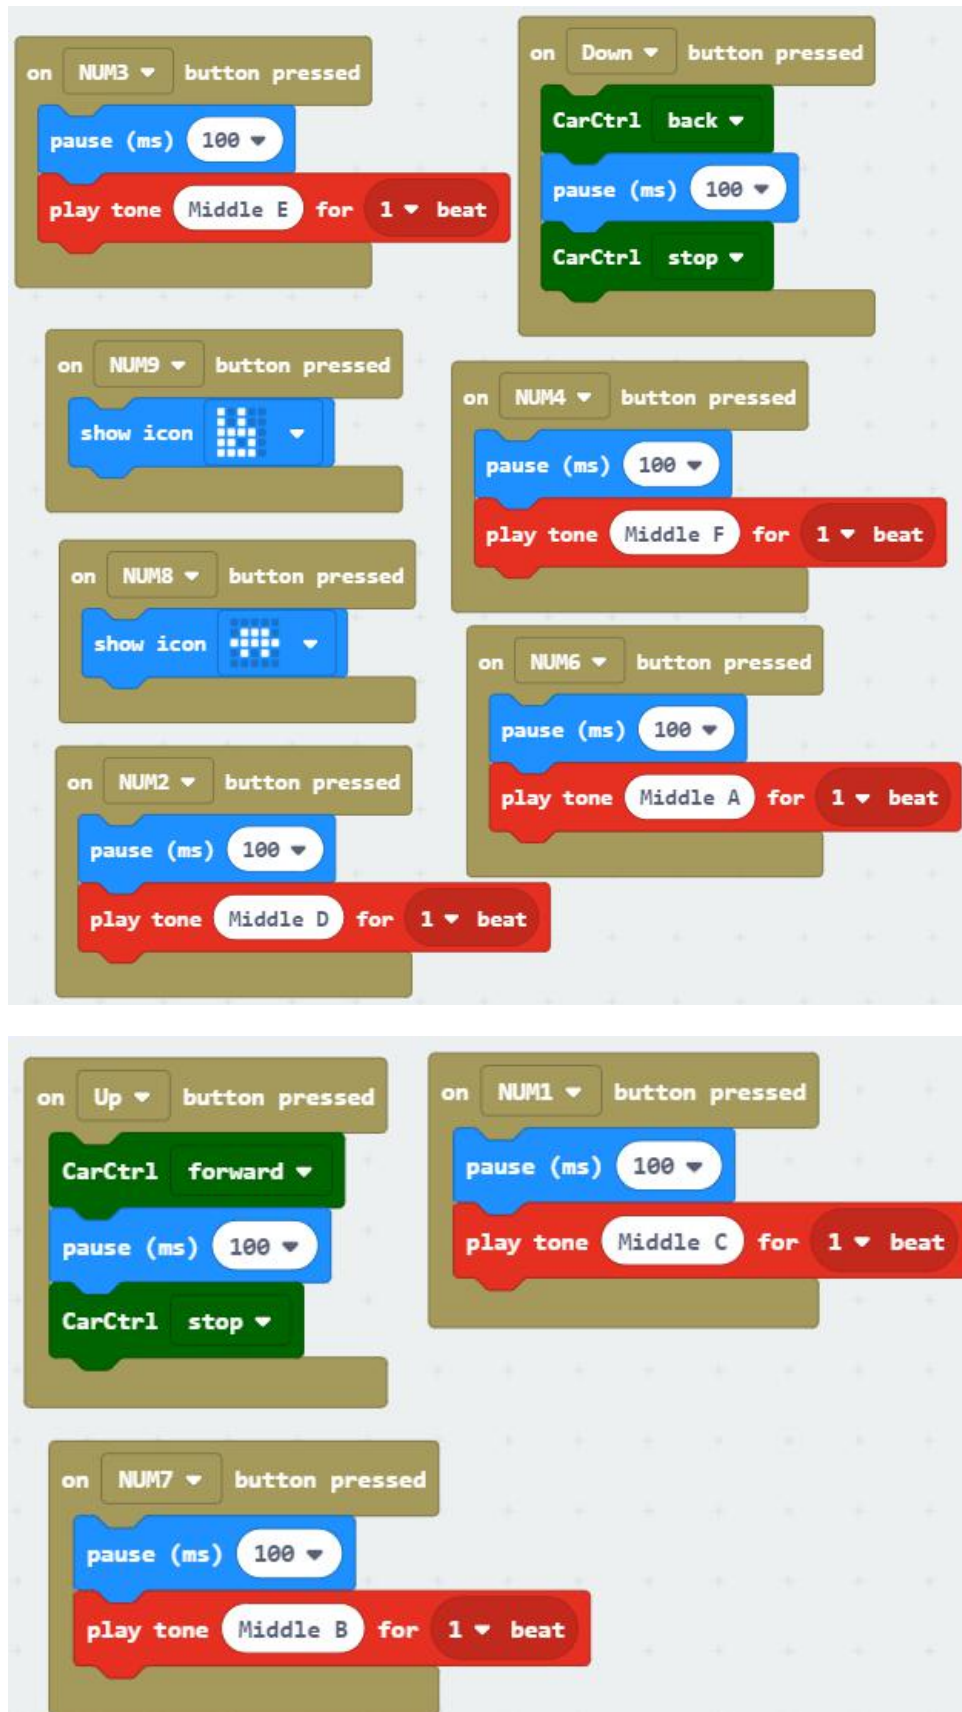 on NUM3 button pressed
pause (ms) 100
play tone Middle E for 1 beat
on Down button pressed
CarCtrl back
pause (ms) 100
CarCtrl stop
on NUM9 button pressed
show icon
on NUM4 button pressed
pause (ms) 100
play tone Middle F for 1 beat
on NUM8 button pressed
show icon
on NUM6 button pressed
pause (ms) 100
play tone Middle A for 1 beat
on NUM2 button pressed
pause (ms) 100
play tone Middle D for 1 beat
on Up button pressed
CarCtrl forward
pause (ms) 100
CarCtrl stop
on NUM1 button pressed
pause (ms) 100
play tone Middle C for 1 beat
on NUM7 button pressed
pause (ms) 100
play tone Middle B for 1 beat